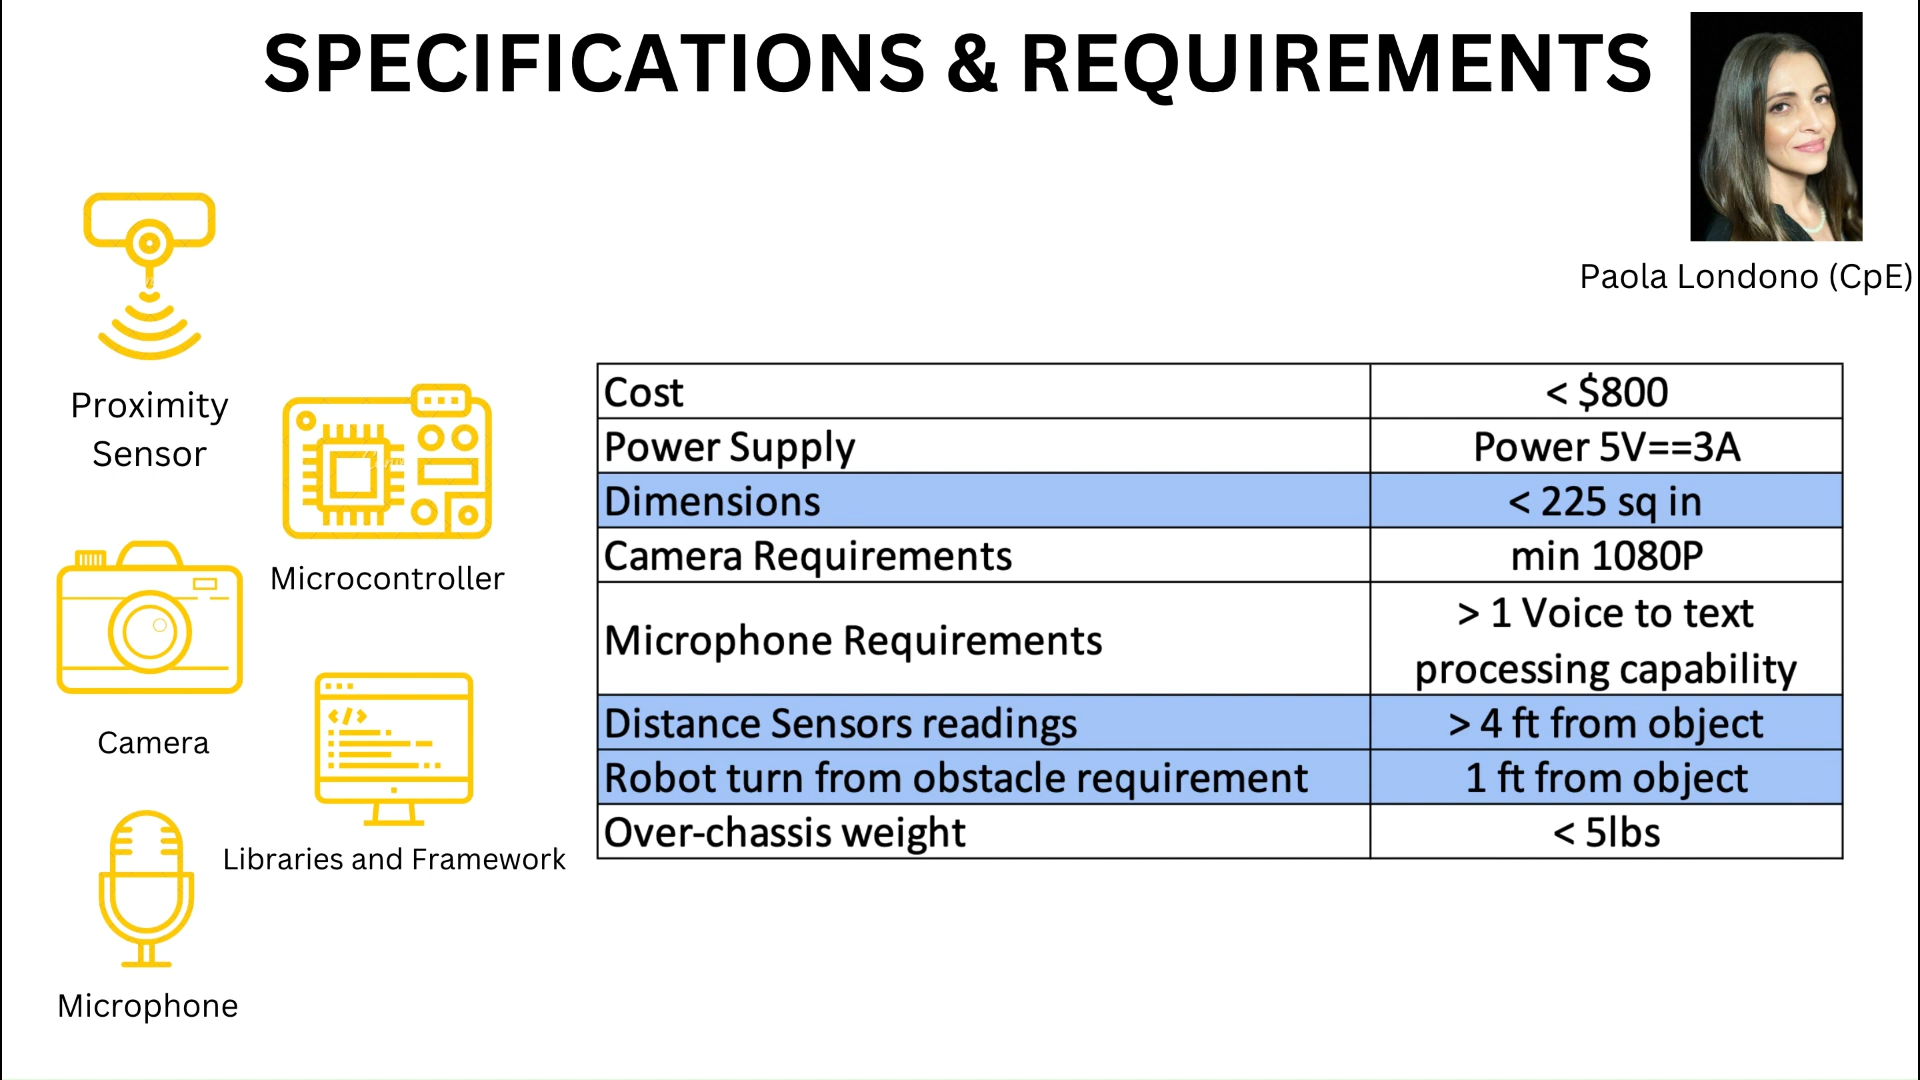 SPECIFICATIONS & REQUIREMENTS
Paola Londono (CpE)
Proximity
Sensor
Microcontroller
Camera
</>
Libraries and Framework
Microphone
Cost < $800
Power Supply Power 5V==3A
Dimensions < 225 sq in
Camera Requirements min 1080P
Microphone Requirements > 1 Voice to text
processing capability
Distance Sensors readings > 4 ft from object
Robot turn from obstacle requirement 1 ft from object
Over-chassis weight < 5lbs